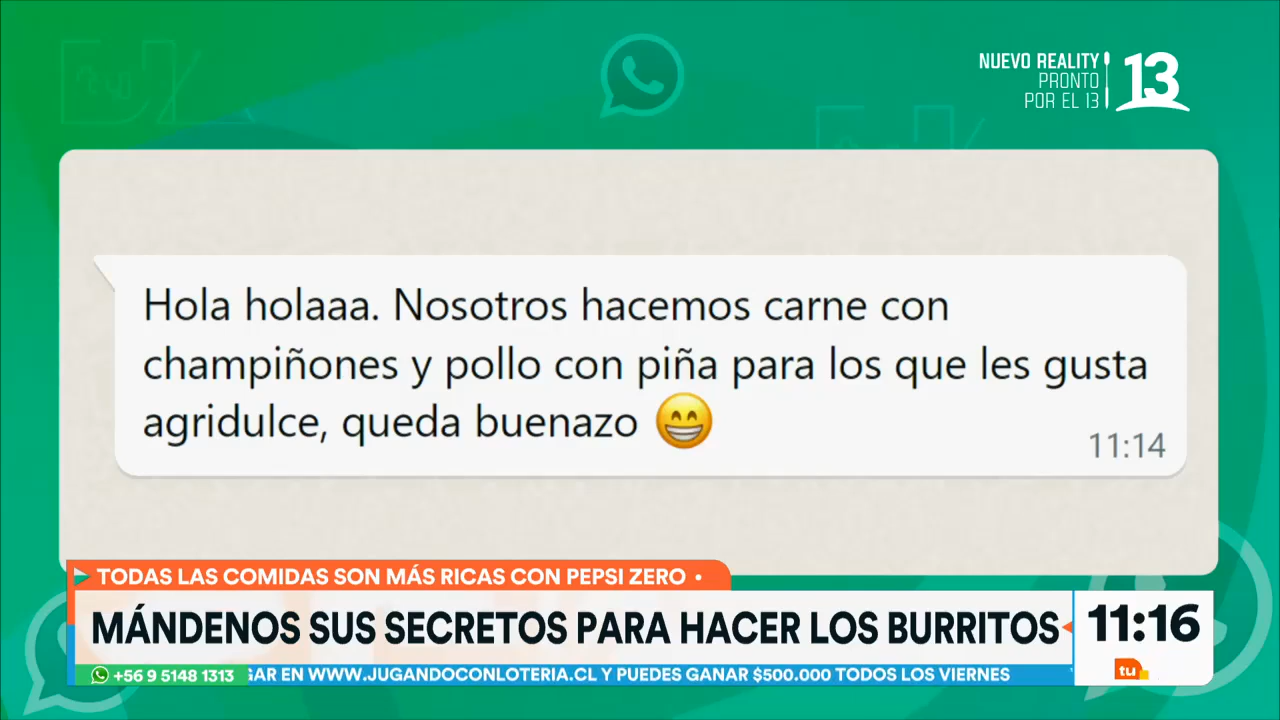 NUEVO REALITY
PRONTO
POR EL 13
13
Hola holaaa. Nosotros hacemos carne con
champiñones y pollo con piña para los que les gusta
agridulce, queda buenazo 😁
11:14
TODAS LAS COMIDAS SON MÁS RICAS CON PEPSI ZERO •
MÁNDENOS SUS SECRETOS PARA HACER LOS BURRITOS
11:16
+56 9 5148 1313
GAR EN WWW.JUGANDOCONLOTERIA.CL Y PUEDES GANAR $500.000 TODOS LOS VIERNES
tu